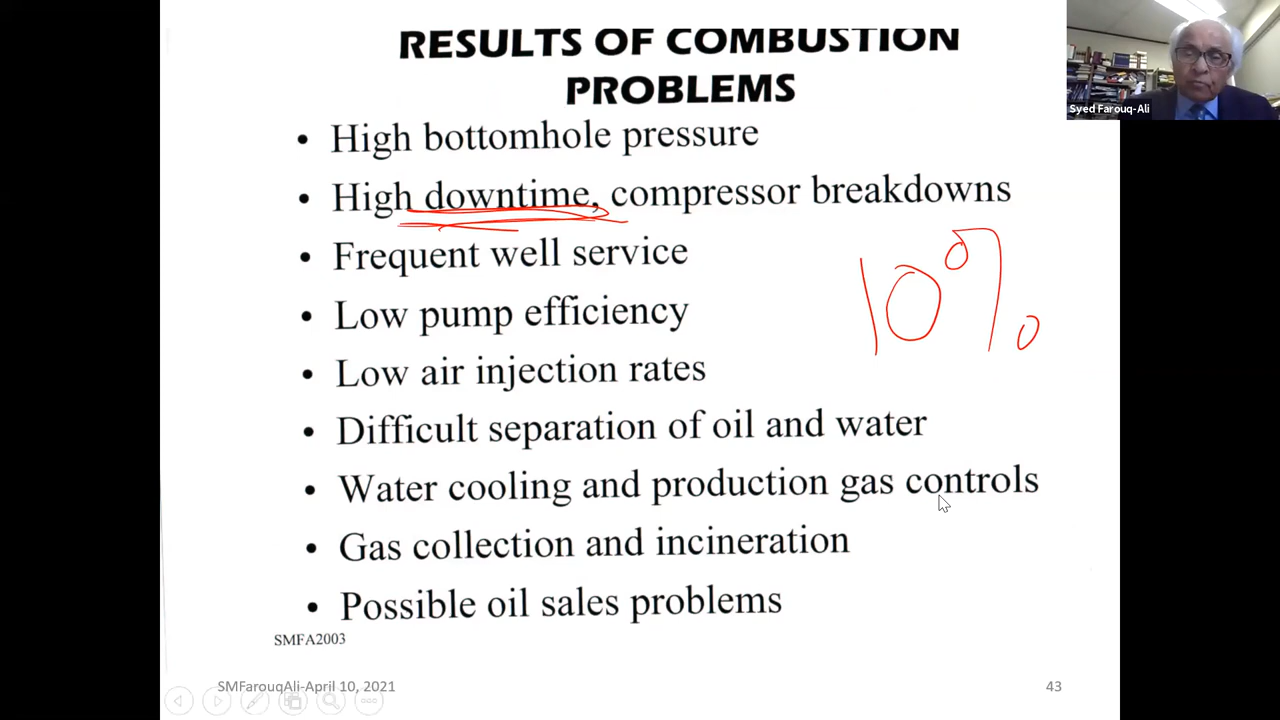 RESULTS OF COMBUSTION
PROBLEMS
• High bottomhole pressure
• High downtime, compressor breakdowns
• Frequent well service
• Low pump efficiency
• Low air injection rates
• Difficult separation of oil and water
• Water cooling and production gas controls
• Gas collection and incineration
• Possible oil sales problems
10%
SMFA2003
SMFarouqAli-April 10, 2021
43
Syed Farouq-Ali